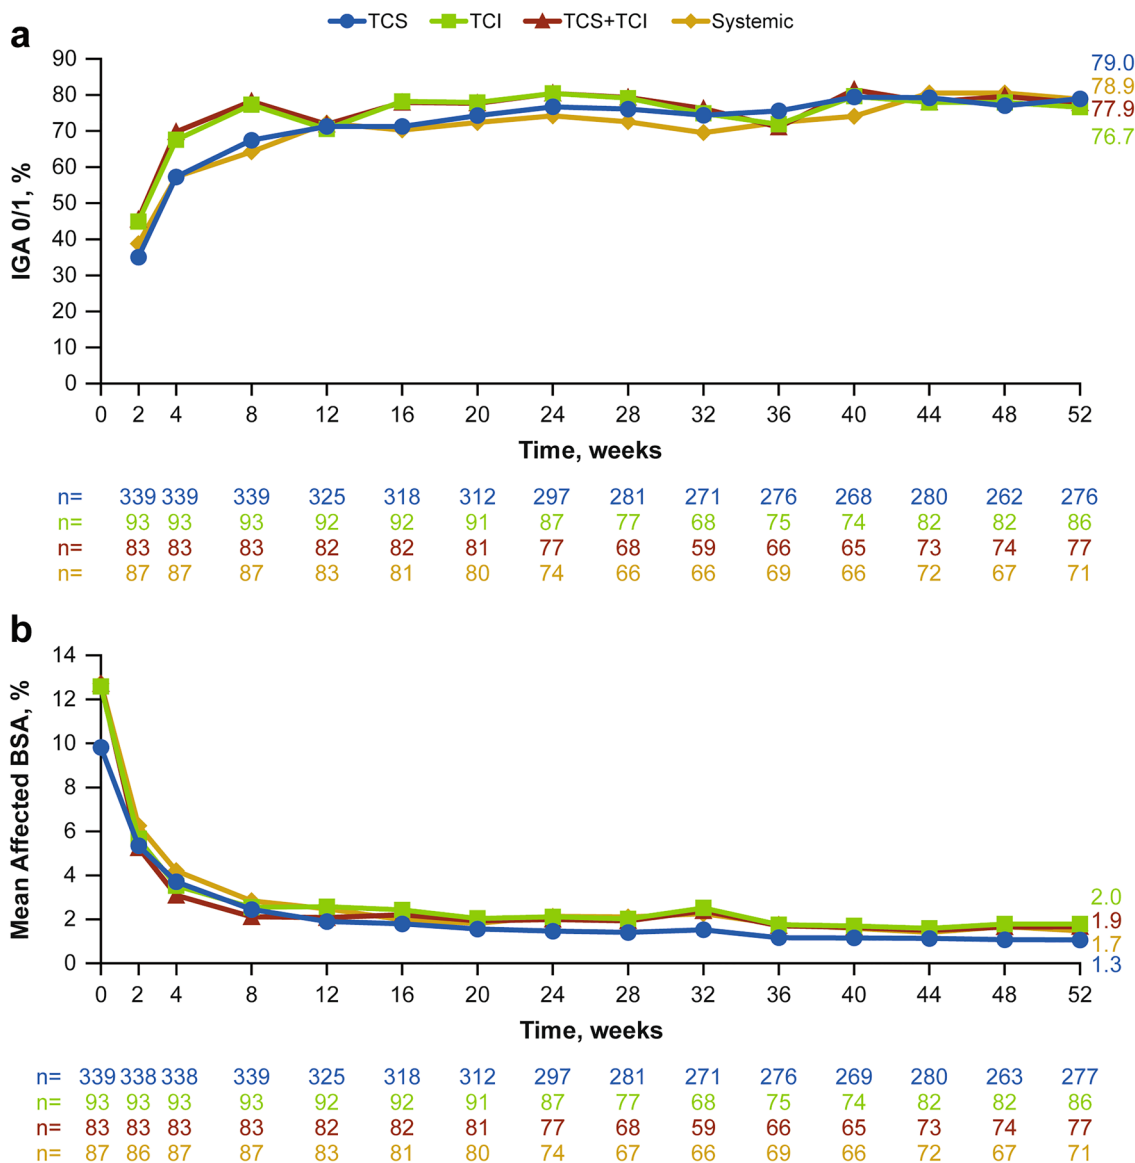 TCS TCI TCS+TCI Systemic
a
90
80
70
60
50
40
30
20
10
0
IGA 0/1, %
79.0
78.9
77.9
76.7
0 2 4 8 12 16 20 24 28 32 36 40 44 48 52
Time, weeks
n= 339 339 339 325 318 312 297 281 271 276 268 280 262 276
n= 93 93 93 92 92 91 87 77 68 75 74 82 82 86
n= 83 83 83 82 82 81 77 68 59 66 65 73 74 77
n= 87 87 87 83 81 80 74 66 66 69 66 72 67 71
b
14
12
10
8
6
4
2
0
Mean Affected BSA, %
2.0
1.9
1.7
1.3
0 2 4 8 12 16 20 24 28 32 36 40 44 48 52
Time, weeks
n= 339 338 338 339 325 318 312 297 281 271 276 269 280 263 277
n= 93 93 93 93 92 92 91 87 77 68 75 74 82 82 86
n= 83 83 83 83 82 82 81 77 68 59 66 65 73 74 77
n= 87 86 87 87 83 81 80 74 67 66 69 66 72 67 71